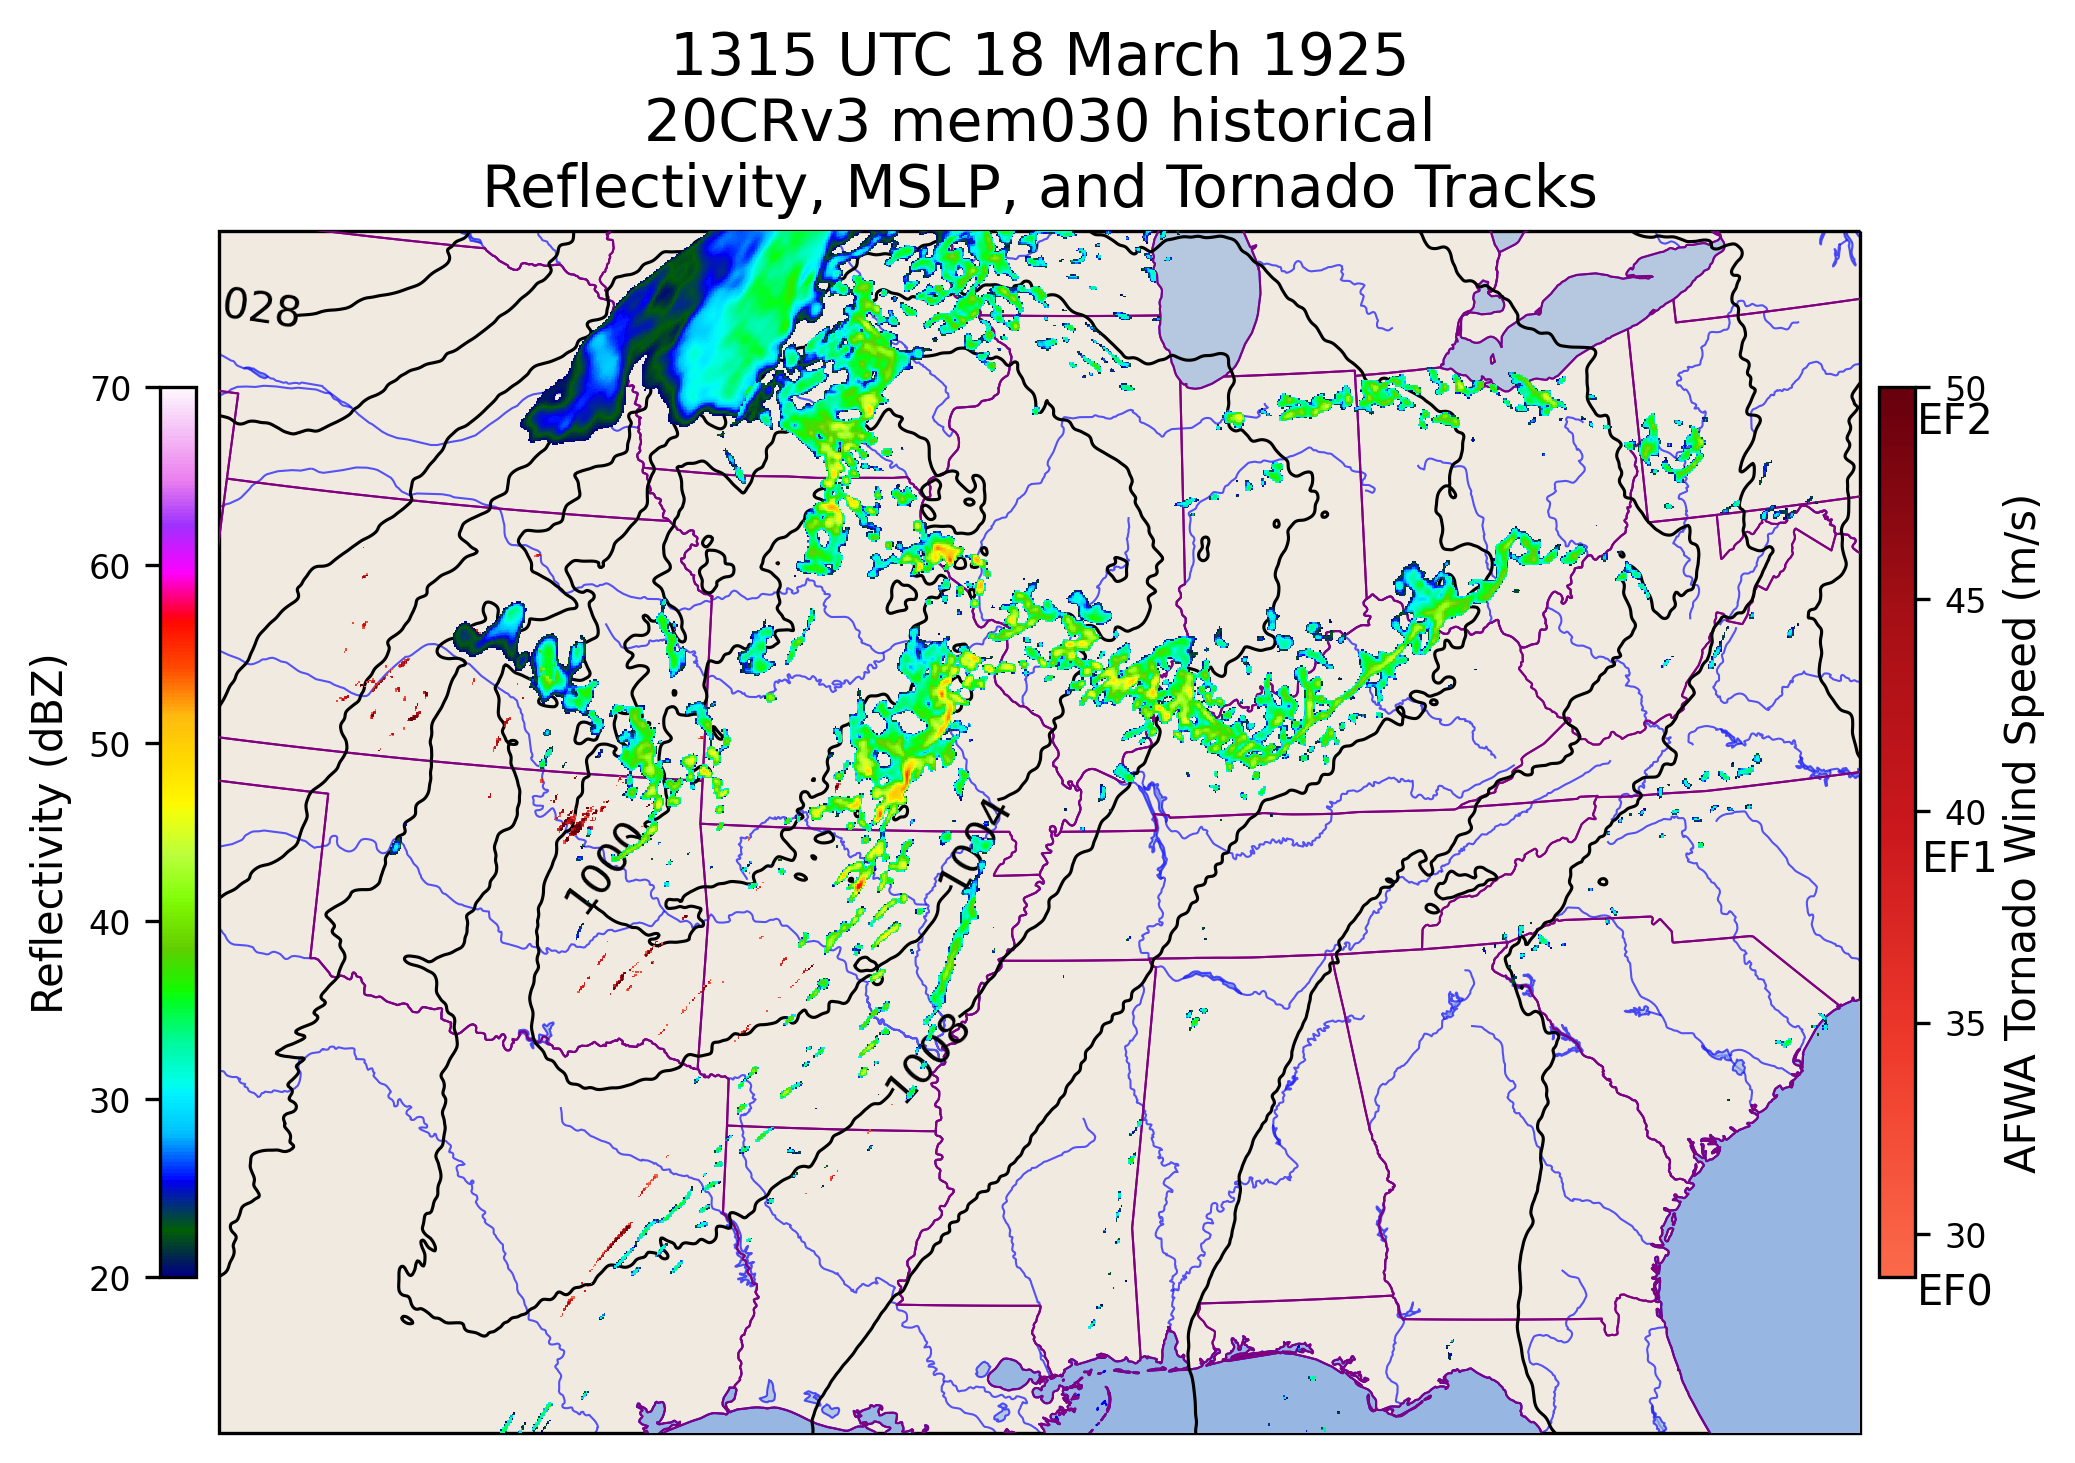 1315 UTC 18 March 1925
20CRv3 mem030 historical
Reflectivity, MSLP, and Tornado Tracks
028
1000
1004
1008
Reflectivity (dBZ)
70
60
50
40
30
20
50
EF2
45
40
EF1
35
30
EF0
AFWA Tornado Wind Speed (m/s)